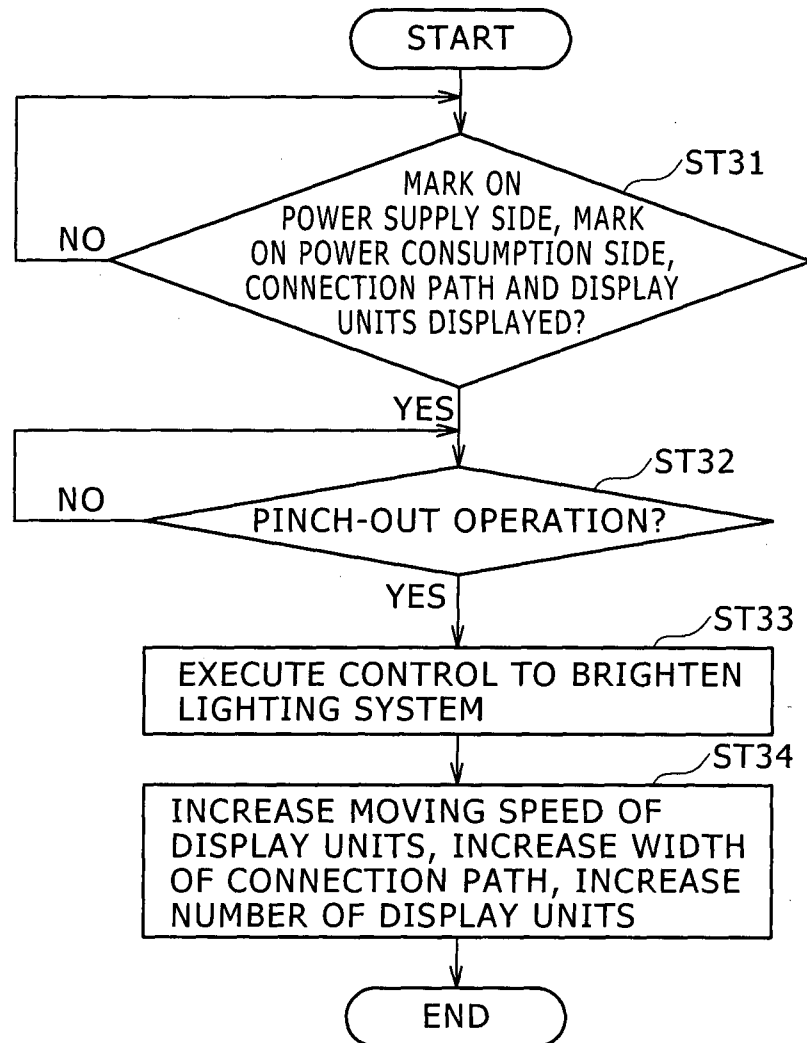 START
ST31
MARK ON
POWER SUPPLY SIDE, MARK
ON POWER CONSUMPTION SIDE,
CONNECTION PATH AND DISPLAY
UNITS DISPLAYED?
NO
YES
ST32
PINCH-OUT OPERATION?
NO
YES
ST33
EXECUTE CONTROL TO BRIGHTEN
LIGHTING SYSTEM
ST34
INCREASE MOVING SPEED OF
DISPLAY UNITS, INCREASE WIDTH
OF CONNECTION PATH, INCREASE
NUMBER OF DISPLAY UNITS
END